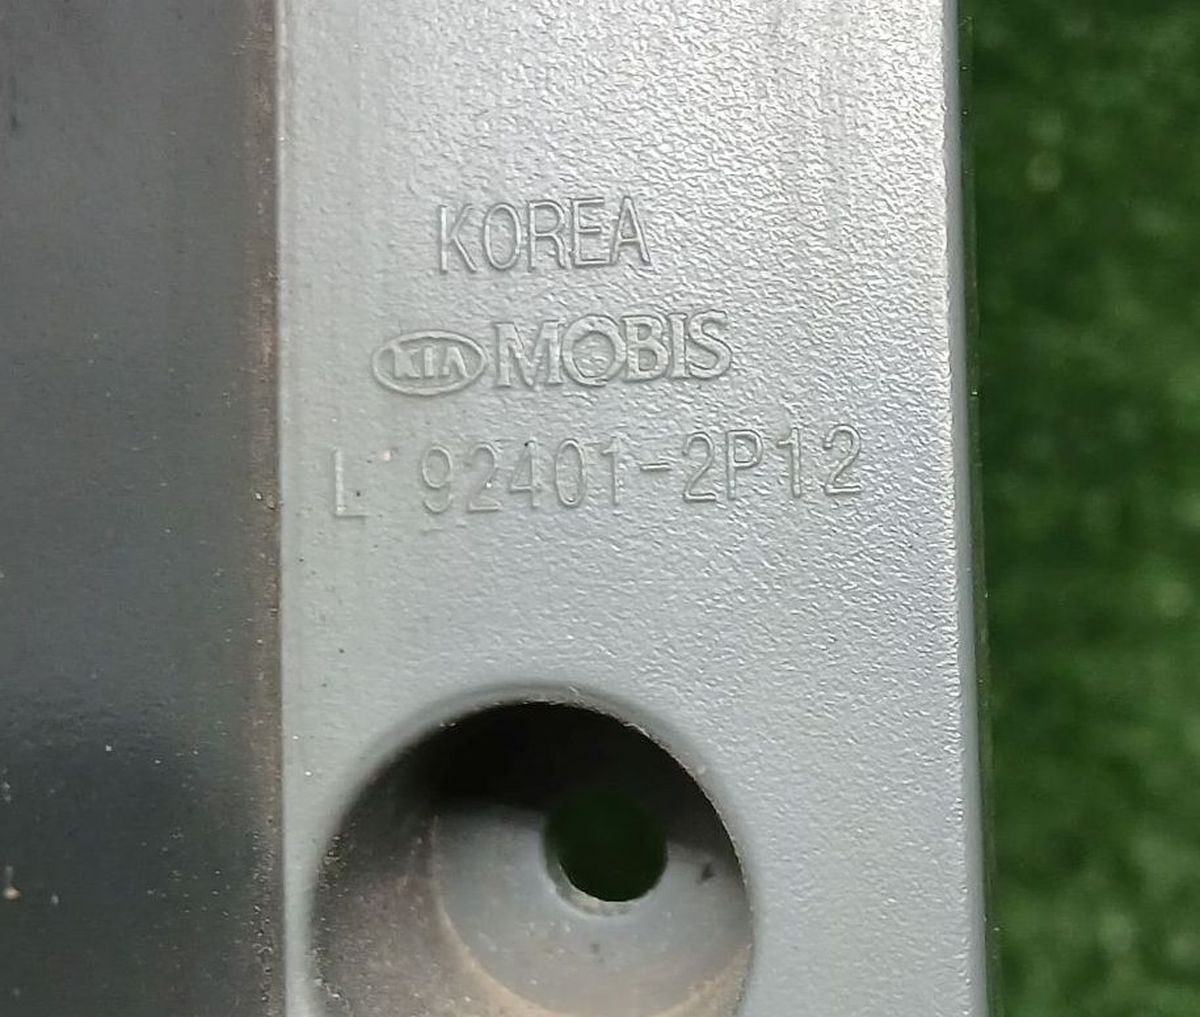 KOREA
KIA MOBIS
L 92401-2P12